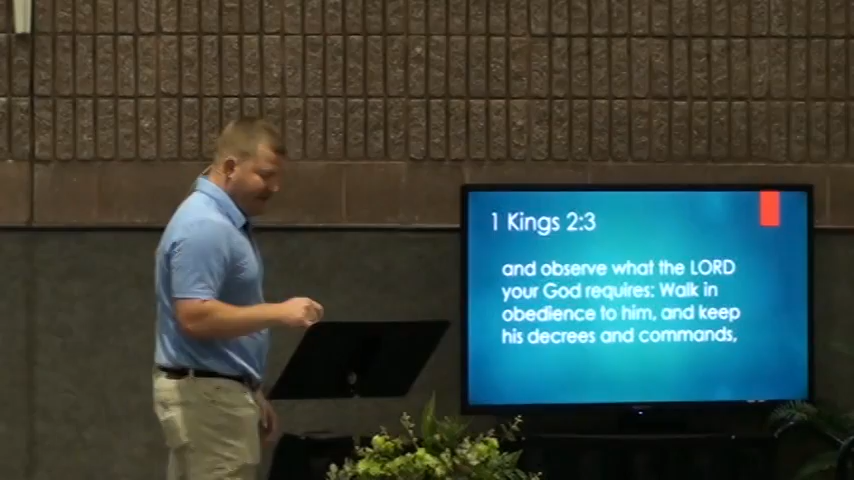 1 Kings 2:3
and observe what the LORD
your God requires: Walk in
obedience to him, and keep
his decrees and commands,